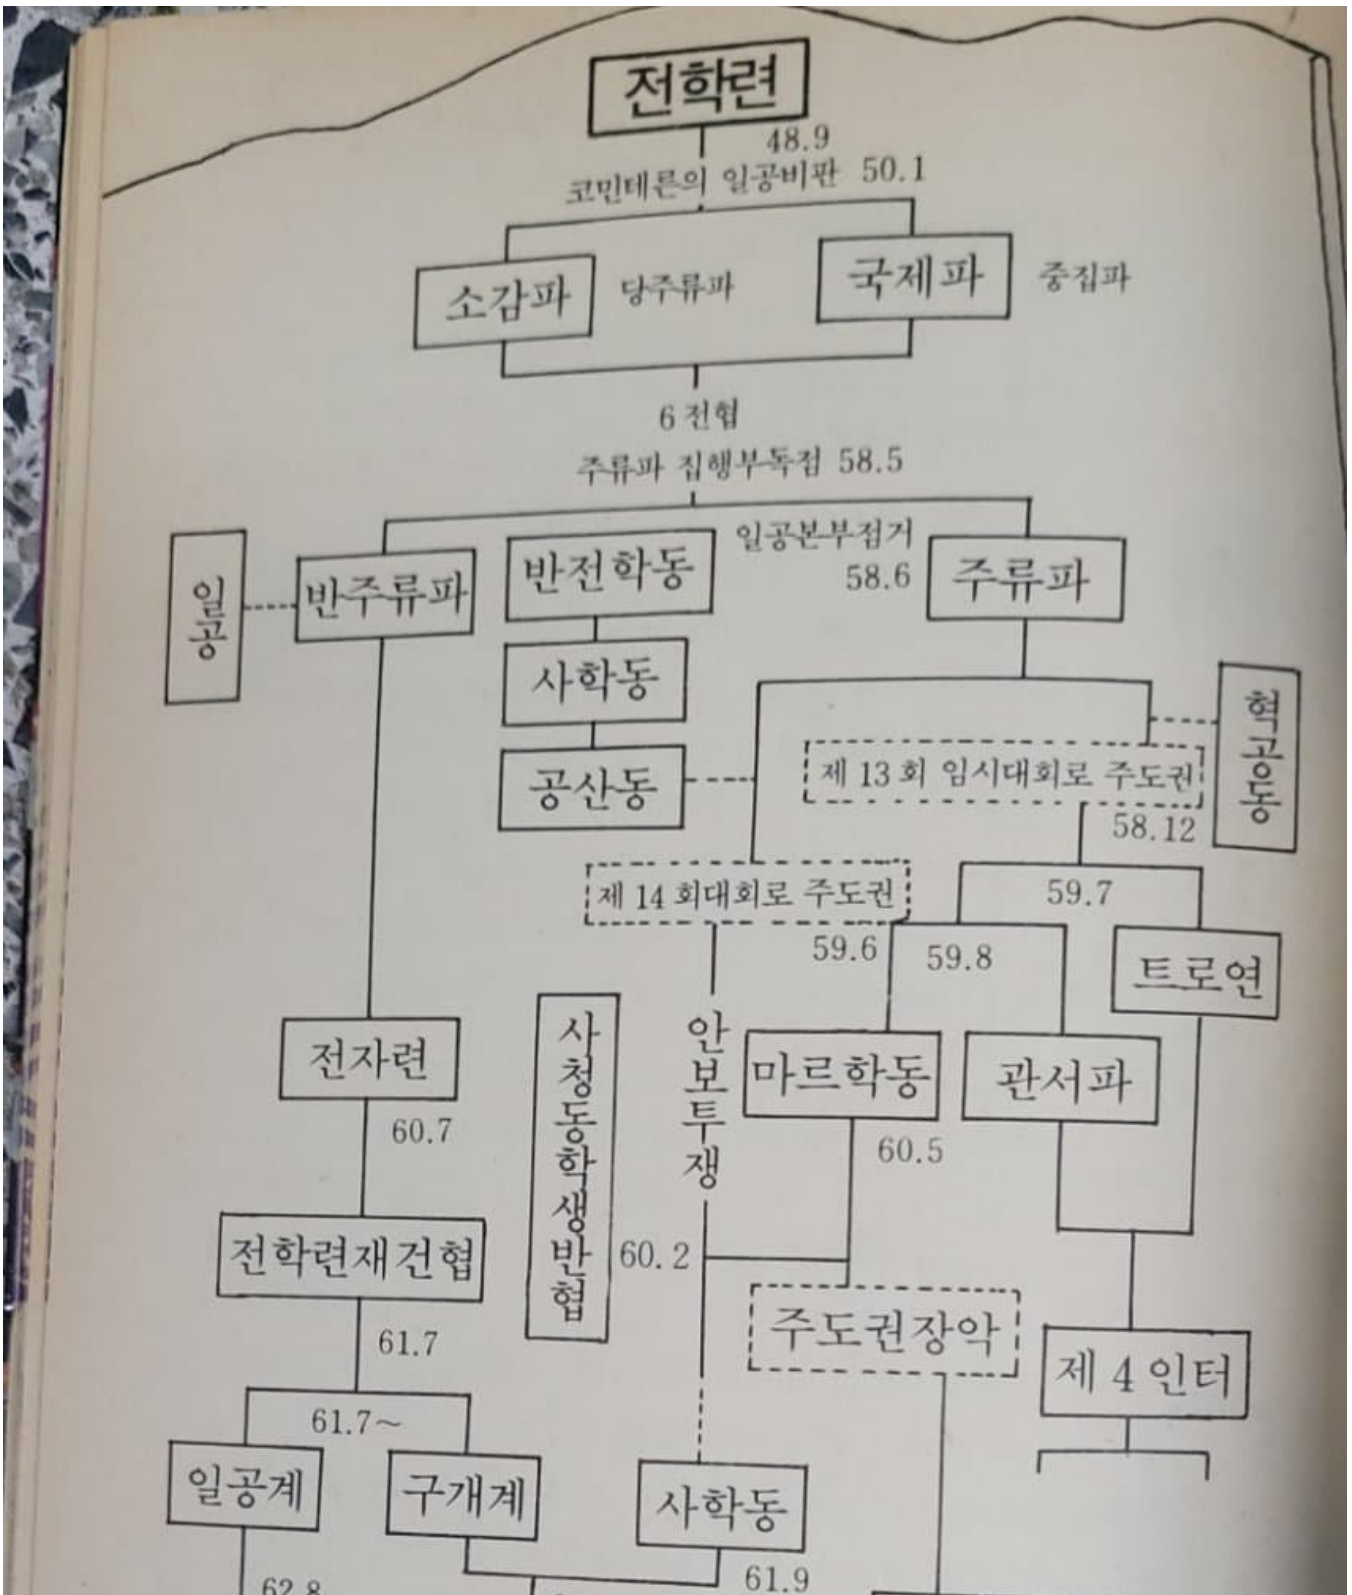 전학련
48.9
코민테른의 일공비판 50.1
소감파 당주류파 국제파 중집파
6 전협
주류파 집행부독점 58.5
일공
반주류파
반전학동
일공본부점거
58.6
주류파
사학동
공산동
혁공동
제 13 회 임시대회로 주도권
58.12
제 14 회대회로 주도권
59.7
59.6
59.8
트로연
전자련
60.7
사청동학생반협
안보투쟁
마르학동
관서파
60.5
전학련재건협
60.2
61.7
주도권장악
제 4 인터
61.7~
일공계
구개계
사학동
62.8
61.9